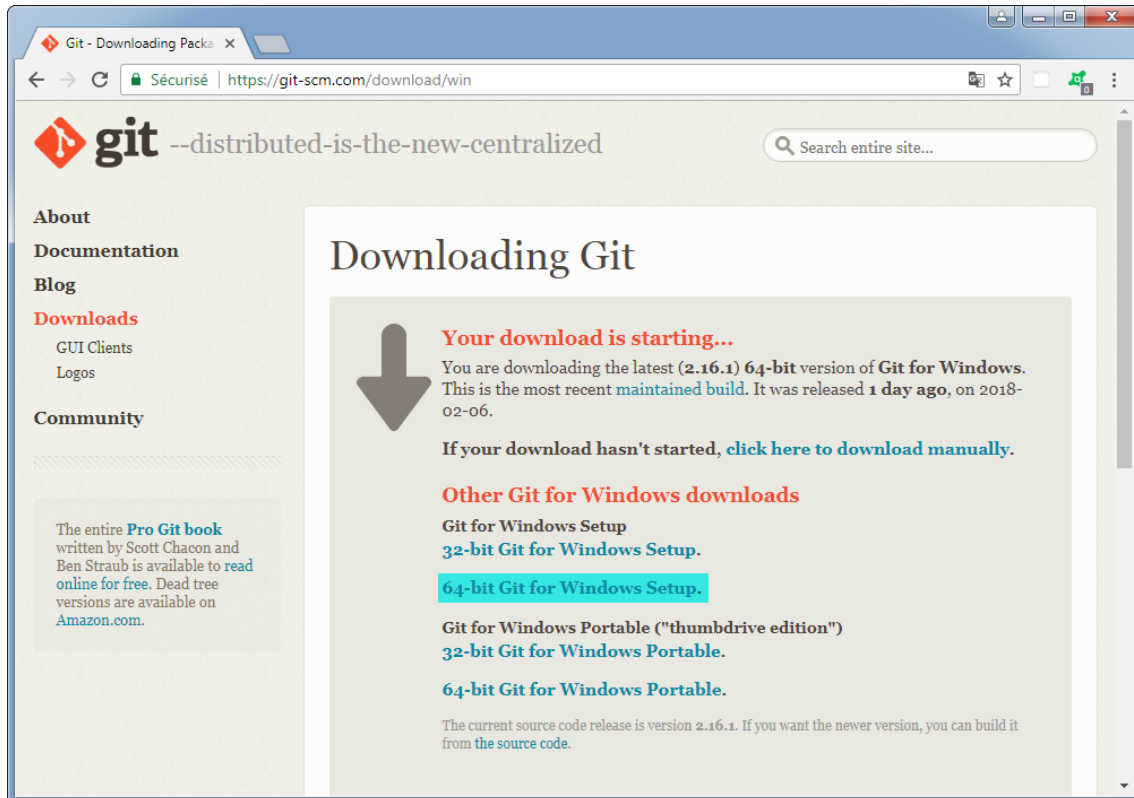 Git - Downloading Packa
Sécurisé | https://git-scm.com/download/win
0
git --distributed-is-the-new-centralized
Search entire site...
About
Documentation
Blog
Downloads
GUI Clients
Logos
Community
The entire Pro Git book
written by Scott Chacon and
Ben Straub is available to read
online for free. Dead tree
versions are available on
Amazon.com.
Downloading Git
Your download is starting...
You are downloading the latest (2.16.1) 64-bit version of Git for Windows.
This is the most recent maintained build. It was released 1 day ago, on 2018-
02-06.
If your download hasn't started, click here to download manually.
Other Git for Windows downloads
Git for Windows Setup
32-bit Git for Windows Setup.
64-bit Git for Windows Setup.
Git for Windows Portable ("thumbdrive edition")
32-bit Git for Windows Portable.
64-bit Git for Windows Portable.
The current source code release is version 2.16.1. If you want the newer version, you can build it
from the source code.